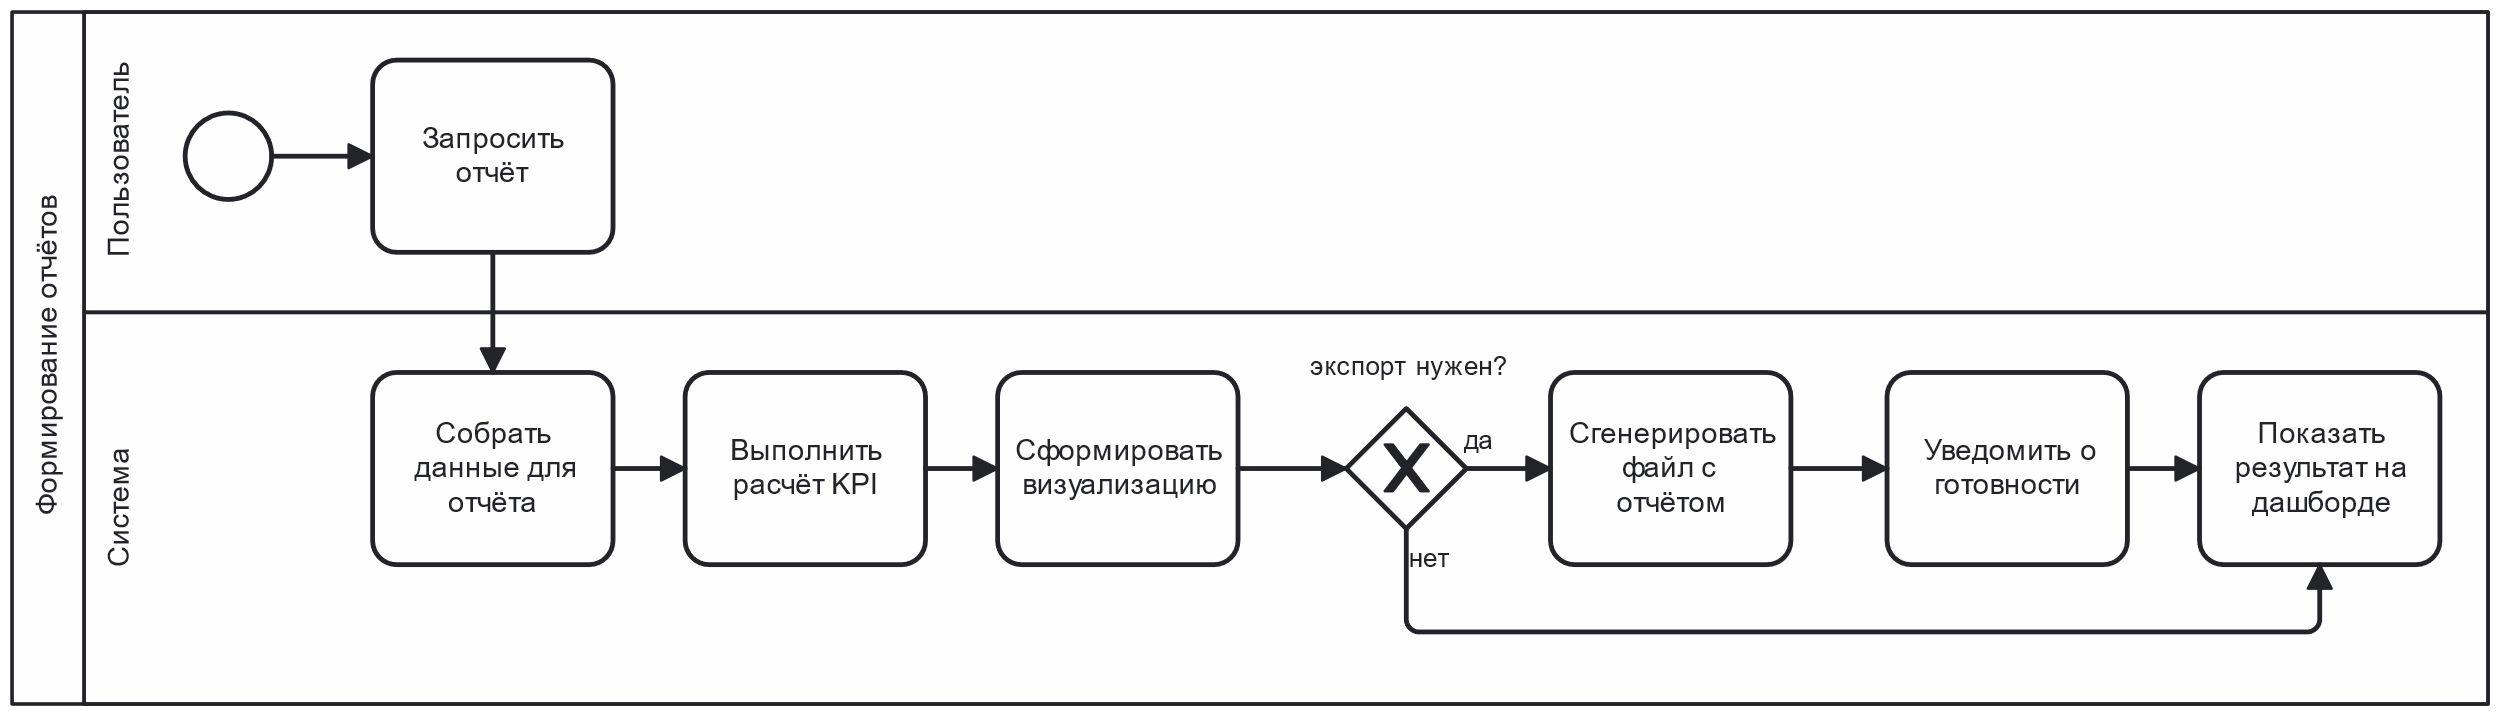 Формирование отчётов
Пользователь
Запросить
отчёт
Система
Собрать
данные для
отчёта
Выполнить
расчёт KPI
Сформировать
визуализацию
экспорт нужен?
да
нет
Сгенерировать
файл с
отчётом
Уведомить о
готовности
Показать
результат на
дашборде